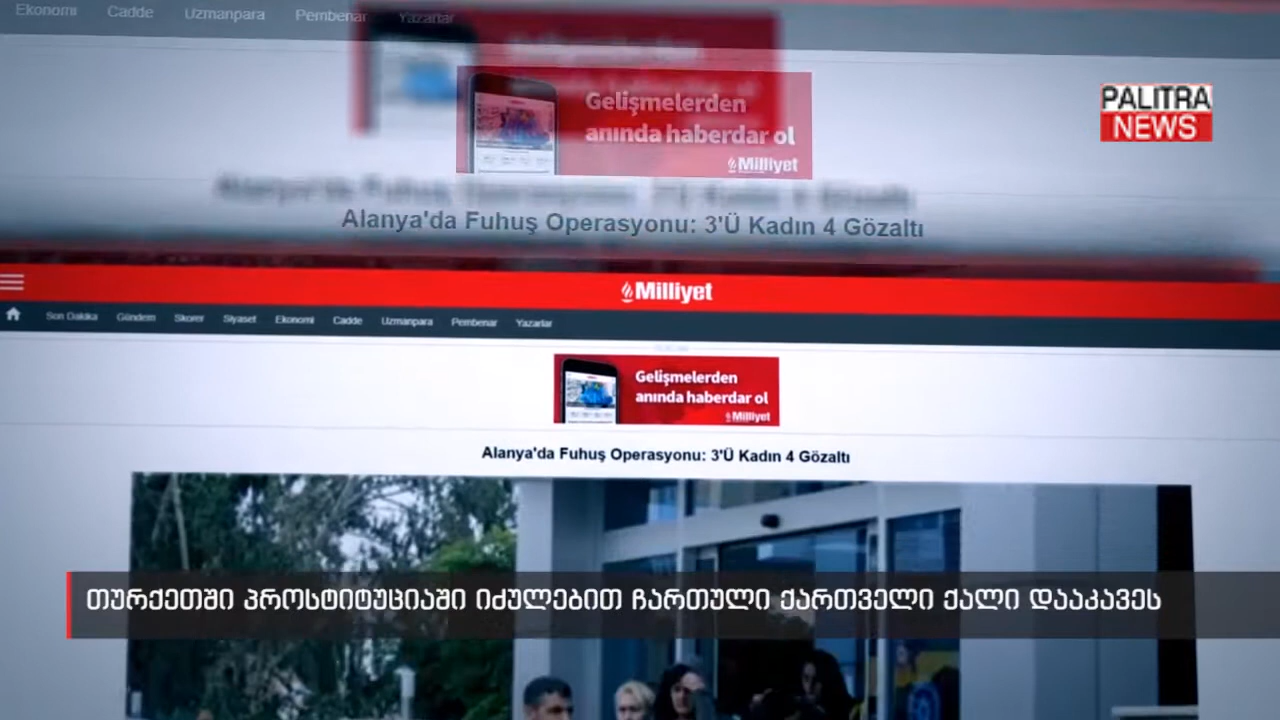 Ekonomi Cadde Uzmanpara Pembenar Yazarlar
Gelişmelerden
anında haberdar ol
Milliyet
PALITRA
NEWS
Alanya'da Fuhuş Operasyonu: 3'Ü Kadın 4 Gözaltı
Milliyet
Son Dakika Gündem Skorer Siyaset Ekonomi Cadde Uzmanpara Pembenar Yazarlar
Gelişmelerden
anında haberdar ol
Milliyet
Alanya'da Fuhuş Operasyonu: 3'Ü Kadın 4 Gözaltı
თურქეთში პროსტიტუციაში იძულებით ჩართული ქართველი ქალი დააკავეს